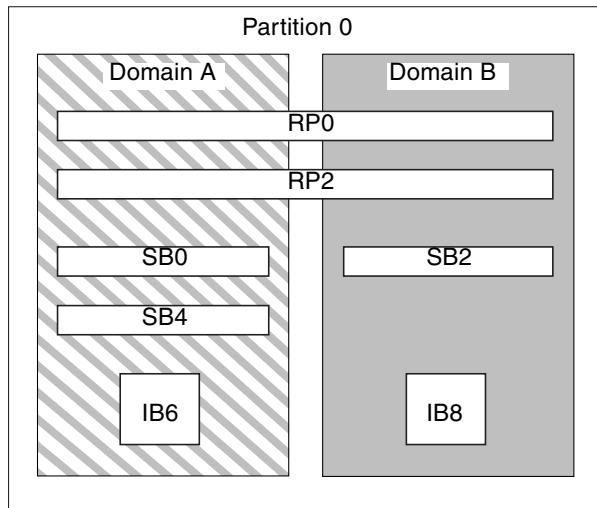 Partition 0
Domain A
Domain B
RP0
RP2
SB0
SB2
SB4
IB6
IB8